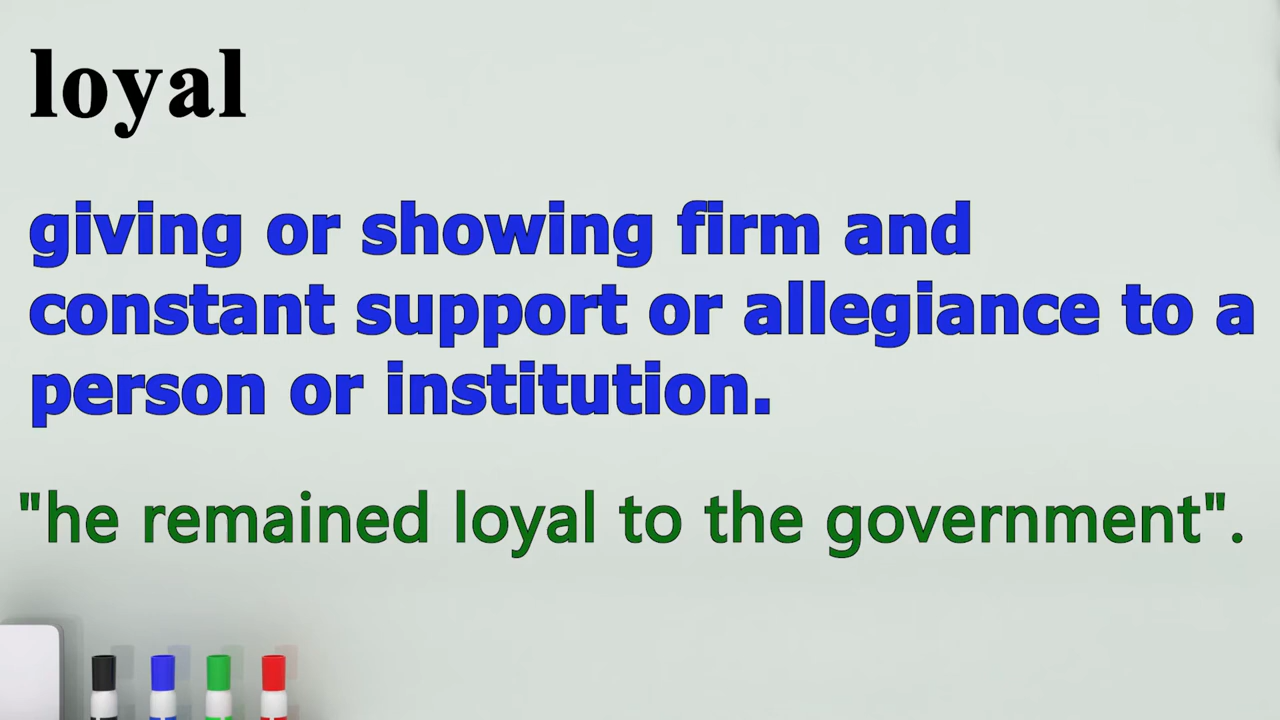 loyal
giving or showing firm and
constant support or allegiance to a
person or institution.
"he remained loyal to the government".